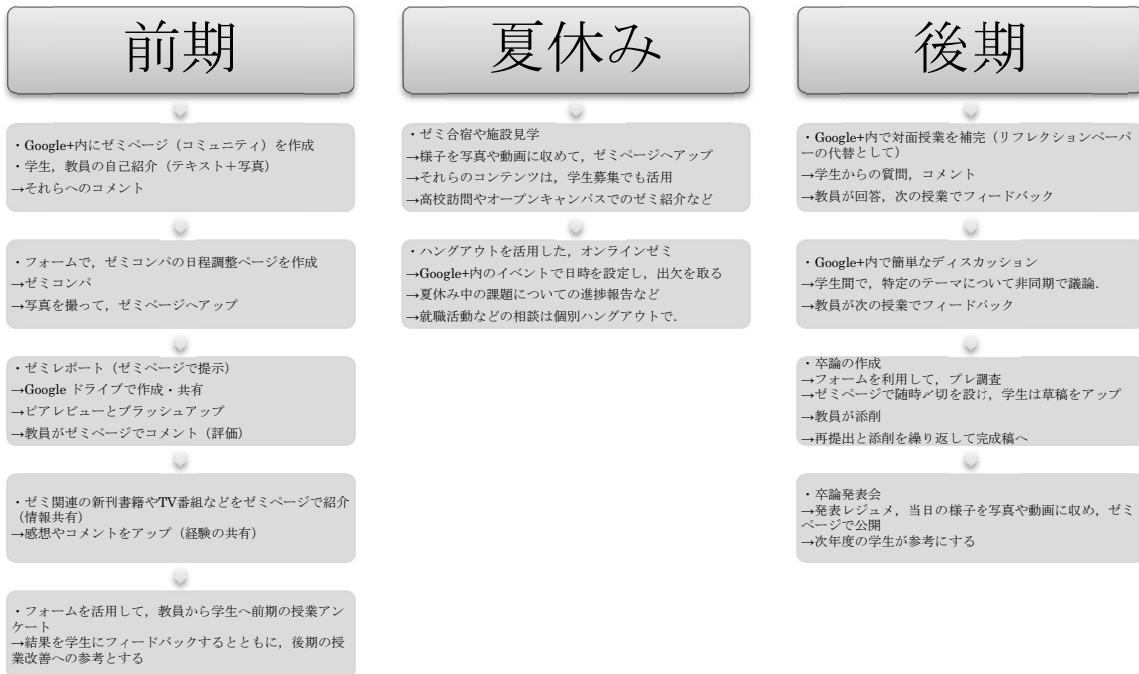 前期
・Google+内にゼミページ（コミュニティ）を作成
・学生，教員の自己紹介（テキスト＋写真）
→それらへのコメント
・フォームで，ゼミコンパの日程調整ページを作成
→ゼミコンパ
→写真を撮って，ゼミページへアップ
・ゼミレポート（ゼミページで提示）
→Google ドライブで作成・共有
→ピアレビューとブラッシュアップ
→教員がゼミページでコメント（評価）
・ゼミ関連の新刊書籍やTV番組などをゼミページで紹介
（情報共有）
→感想やコメントをアップ（経験の共有）
・フォームを活用して，教員から学生へ前期の授業アン
ケート
→結果を学生にフィードバックするとともに，後期の授
業改善への参考とする
夏休み
・ゼミ合宿や施設見学
→様子を写真や動画に収めて，ゼミページへアップ
→それらのコンテンツは，学生募集でも活用
→高校訪問やオープンキャンパスでのゼミ紹介など
・ハングアウトを活用した，オンラインゼミ
→Google+内のイベントで日時を設定し，出欠を取る
→夏休み中の課題についての進捗報告など
→就職活動などの相談は個別ハングアウトで．
後期
・Google+内で対面授業を補完（リフレクションペーパ
ーの代替として）
→学生からの質問，コメント
→教員が回答，次の授業でフィードバック
・Google+内で簡単なディスカッション
→学生間で，特定のテーマについて非同期で議論．
→教員が次の授業でフィードバック
・卒論の作成
→フォームを利用して，プレ調査
→ゼミページで随時〆切を設け，学生は草稿をアップ
→教員が添削
→再提出と添削を繰り返して完成稿へ
・卒論発表会
→発表レジュメ，当日の様子を写真や動画に収め，ゼミ
ページで公開
→次年度の学生が参考にする